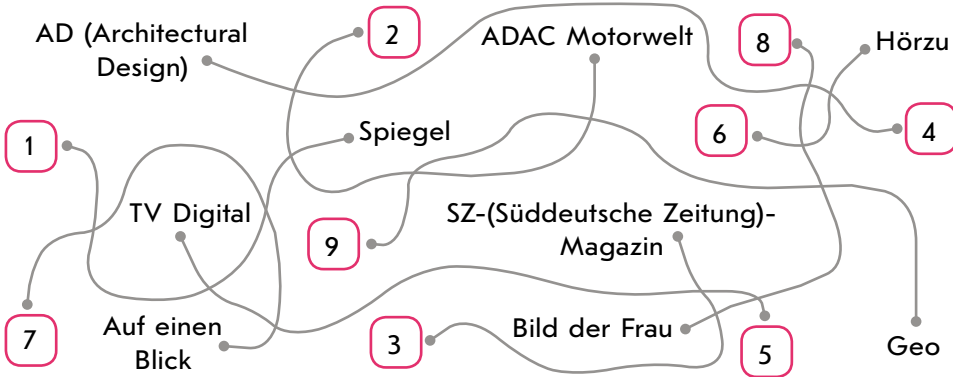 AD (Architectural
Design)
2
ADAC Motorwelt
8
Hörzu
1
Spiegel
6
4
TV Digital
9
SZ-(Süddeutsche Zeitung)-
Magazin
7
Auf einen
Blick
3
Bild der Frau
5
Geo